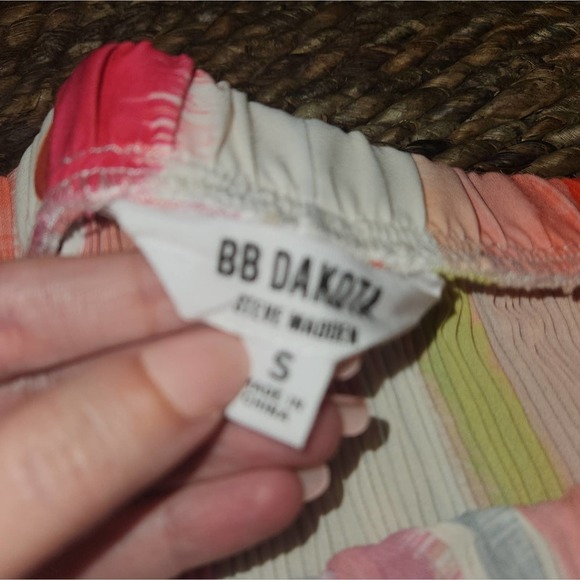 BB DAKOTA
STEVE MADDEN
S
MADE IN
CHINA